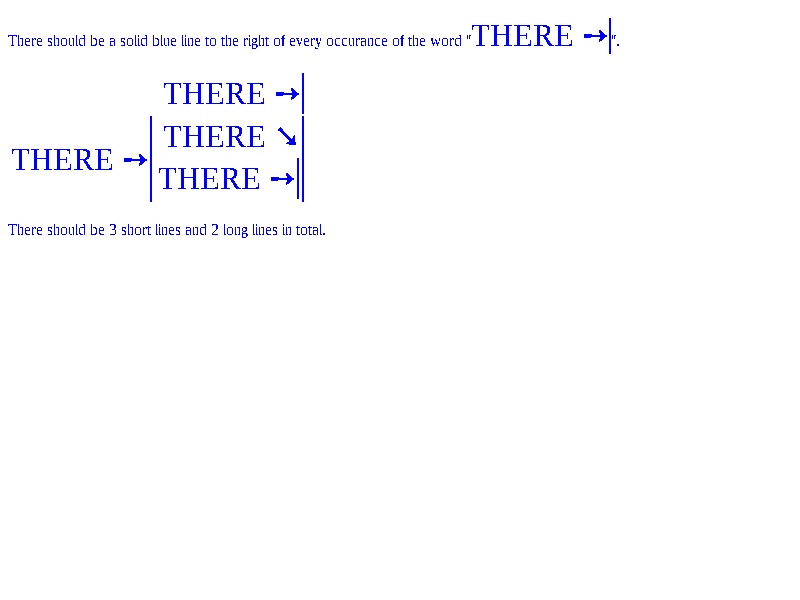 There should be a solid blue line to the right of every occurance of the word "THERE →".
THERE →
THERE ↘
THERE →
THERE →
There should be 3 short lines and 2 long lines in total.